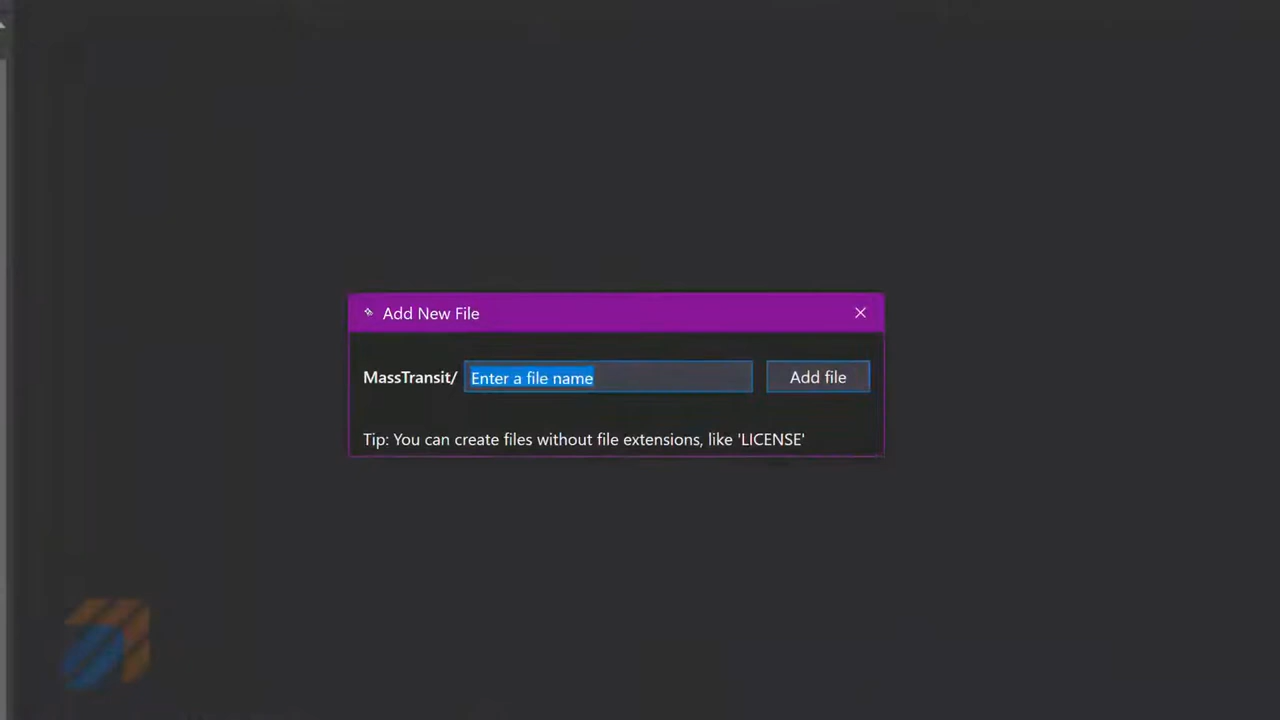 Add New File
MassTransit/ Enter a file name Add file
Tip: You can create files without file extensions, like 'LICENSE'